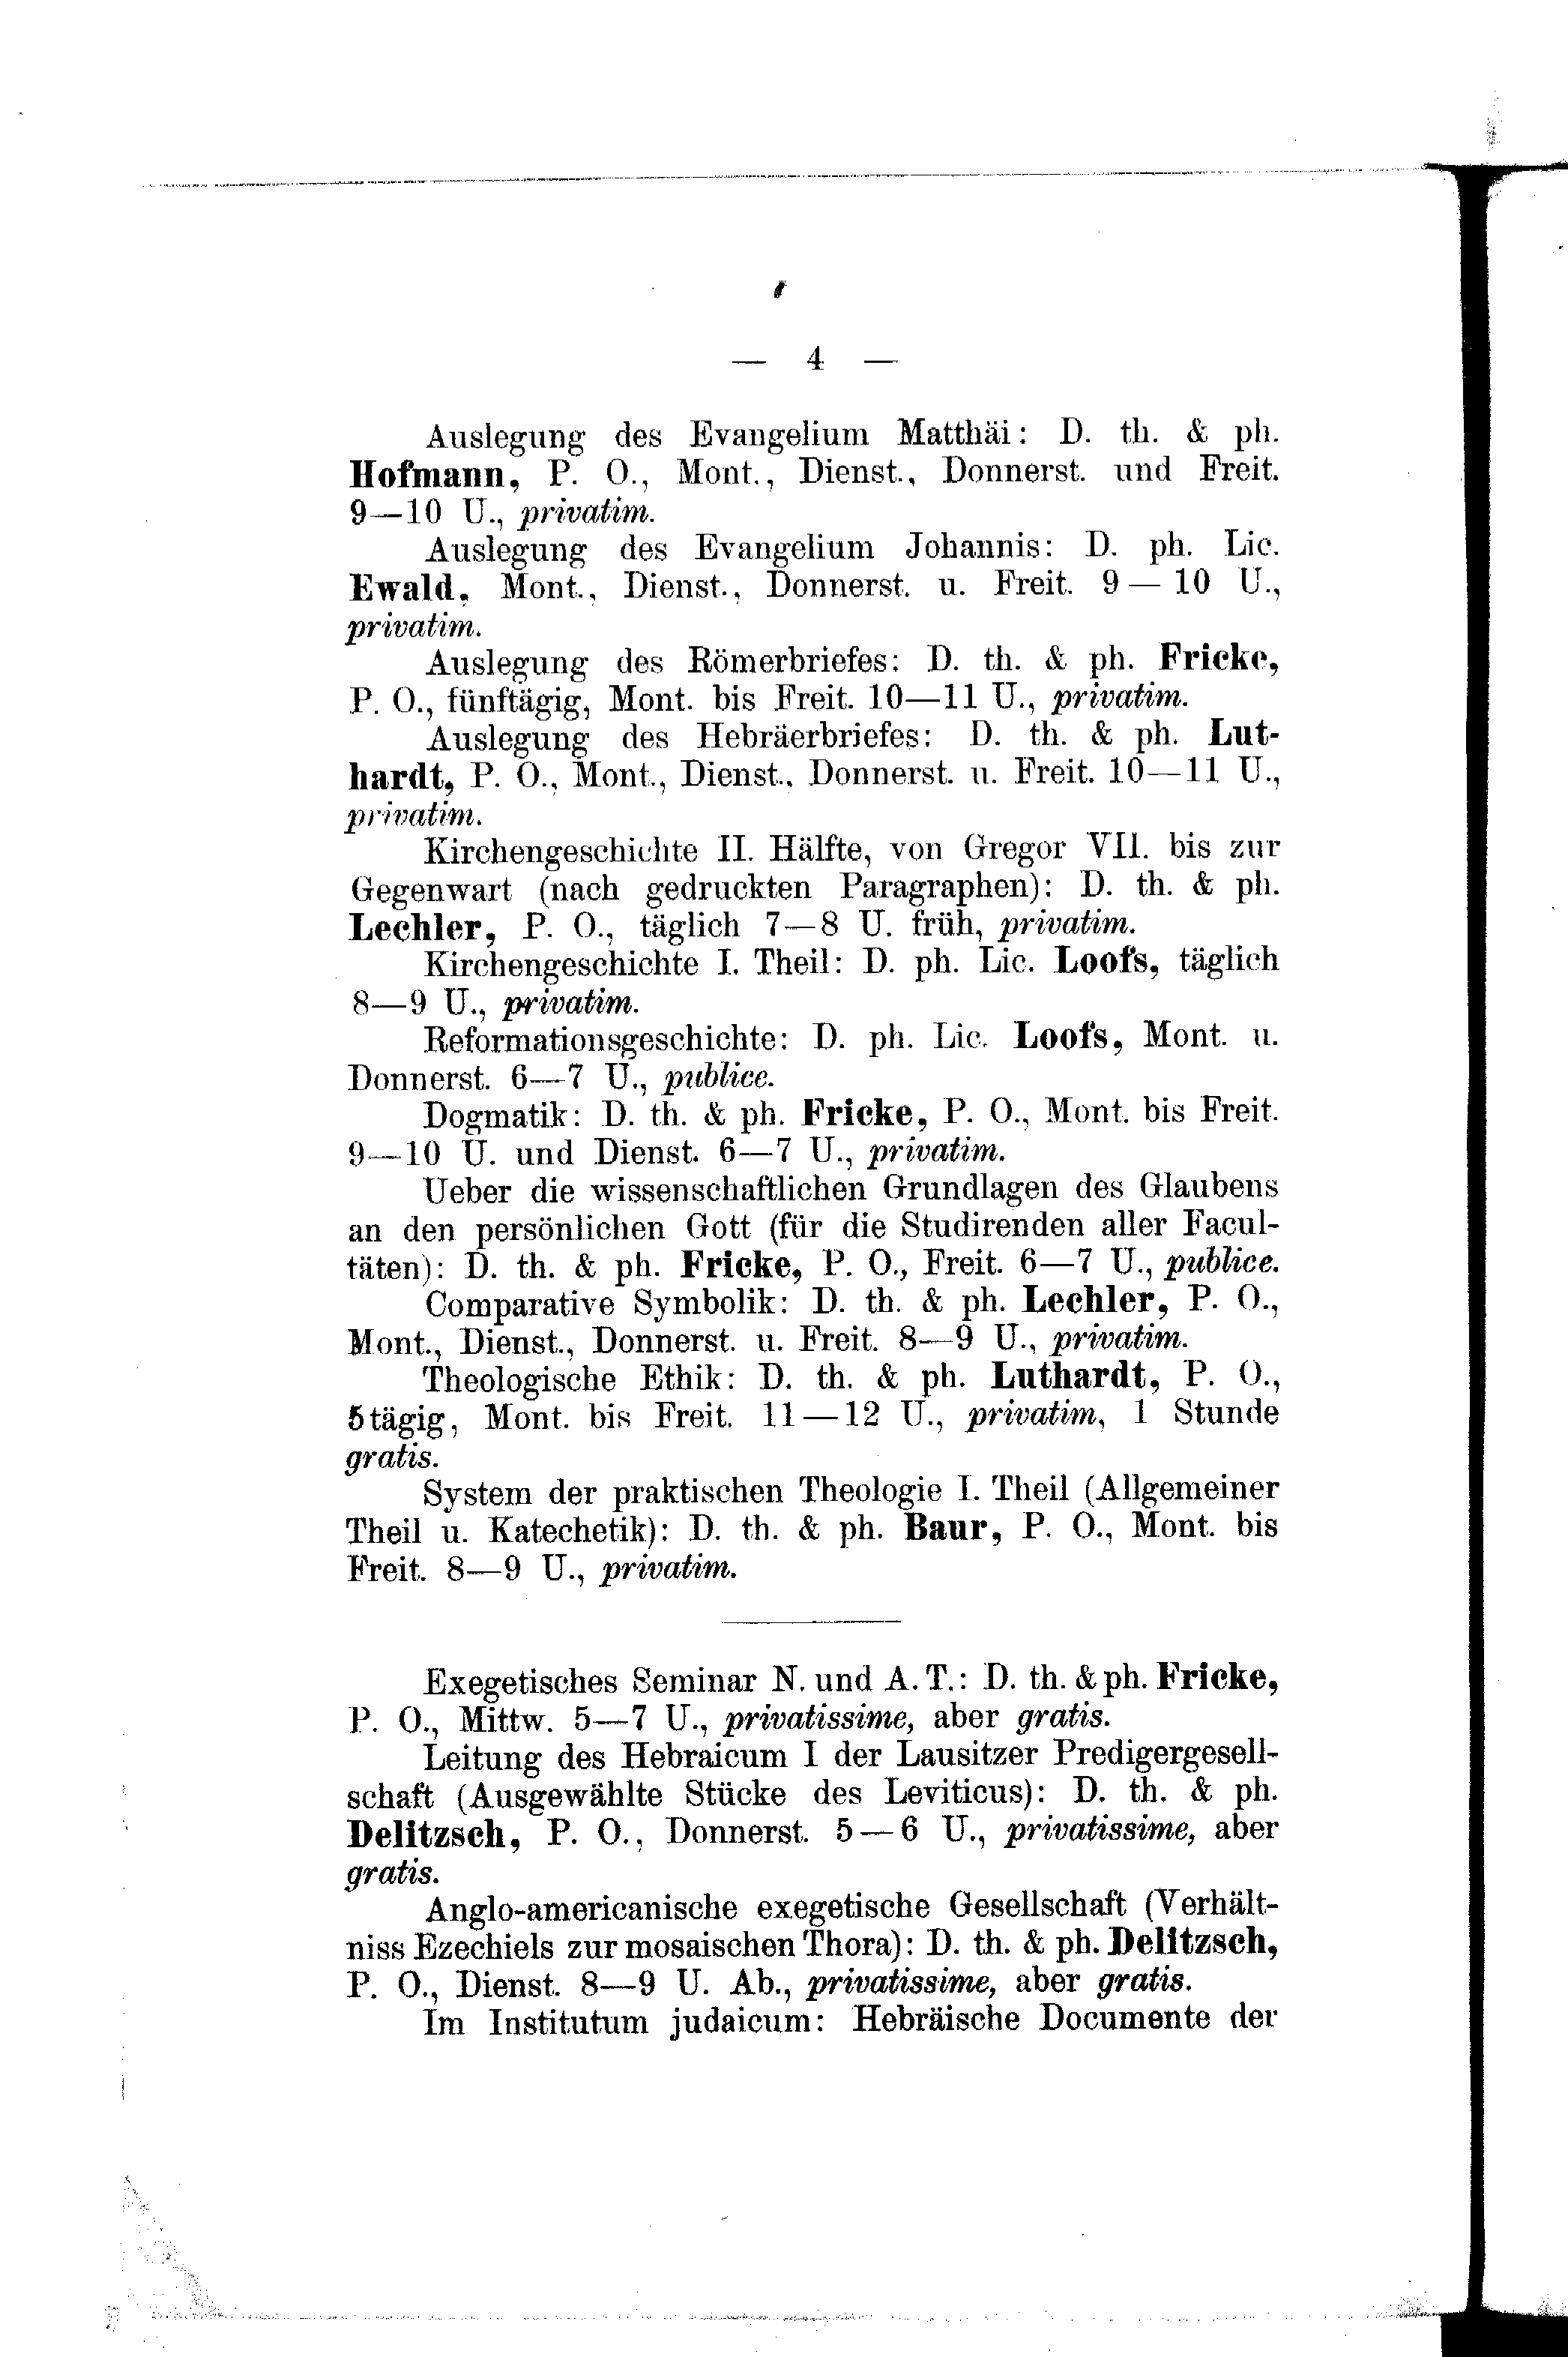 — 4 —
Auslegung des Evangelium Matthäi: D. th. & ph.
Hofmann, P. O., Mont., Dienst., Donnerst. und Freit.
9—10 U., privatim.
Auslegung des Evangelium Johannis: D. ph. Lic.
Ewald, Mont., Dienst., Donnerst. u. Freit. 9—10 U.,
privatim.
Auslegung des Römerbriefes: D. th. & ph. Fricke,
P. O., fünftägig, Mont. bis Freit. 10—11 U., privatim.
Auslegung des Hebräerbriefes: D. th. & ph. Lut-
hardt, P. O., Mont., Dienst., Donnerst. u. Freit. 10—11 U.,
privatim.
Kirchengeschichte II. Hälfte, von Gregor VII. bis zur
Gegenwart (nach gedruckten Paragraphen): D. th. & ph.
Lechler, P. O., täglich 7—8 U. früh, privatim.
Kirchengeschichte I. Theil: D. ph. Lic. Loofs, täglich
8—9 U., privatim.
Reformationsgeschichte: D. ph. Lic. Loofs, Mont. u.
Donnerst. 6—7 U., publice.
Dogmatik: D. th. & ph. Fricke, P. O., Mont. bis Freit.
9—10 U. und Dienst. 6—7 U., privatim.
Ueber die wissenschaftlichen Grundlagen des Glaubens
an den persönlichen Gott (für die Studirenden aller Facul-
täten): D. th. & ph. Fricke, P. O., Freit. 6—7 U., publice.
Comparative Symbolik: D. th. & ph. Lechler, P. O.,
Mont., Dienst., Donnerst. u. Freit. 8—9 U., privatim.
Theologische Ethik: D. th. & ph. Luthardt, P. O.,
5tägig, Mont. bis Freit. 11—12 U., privatim, 1 Stunde
gratis.
System der praktischen Theologie I. Theil (Allgemeiner
Theil u. Katechetik): D. th. & ph. Baur, P. O., Mont. bis
Freit. 8—9 U., privatim.
Exegetisches Seminar N. und A. T.: D. th. & ph. Fricke,
P. O., Mittw. 5—7 U., privatissime, aber gratis.
Leitung des Hebraicum I der Lausitzer Predigergesell-
schaft (Ausgewählte Stücke des Leviticus): D. th. & ph.
Delitzsch, P. O., Donnerst. 5—6 U., privatissime, aber
gratis.
Anglo-americanische exegetische Gesellschaft (Verhält-
niss Ezechiels zur mosaischen Thora): D. th. & ph. Delitzsch,
P. O., Dienst. 8—9 U. Ab., privatissime, aber gratis.
Im Institutum judaicum: Hebräische Documente der